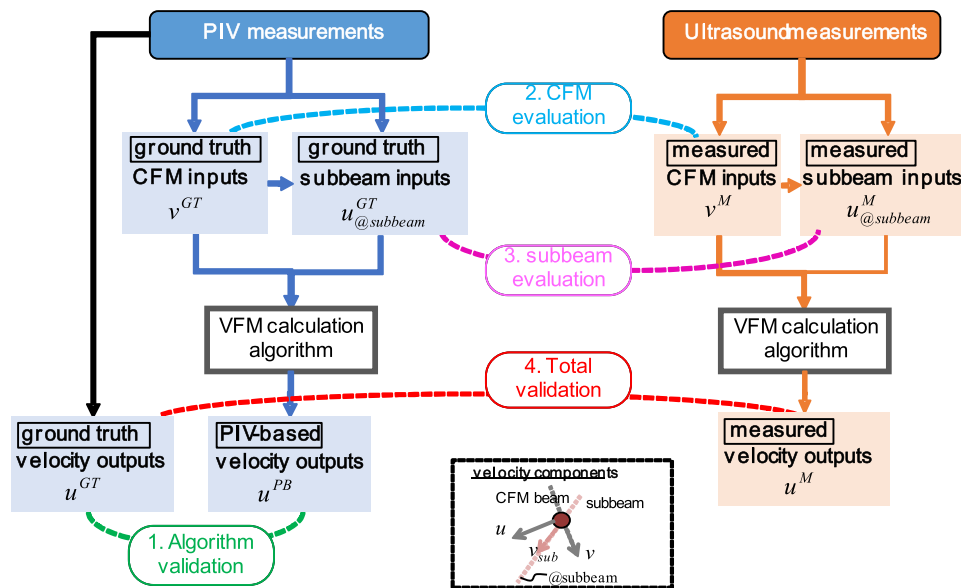 PIV measurements
Ultrasoundmeasurements
2. CFM
evaluation
ground truth
CFM inputs
v^{GT}
ground truth
subbeam inputs
u^{GT}_{@subbeam}
measured
CFM inputs
v^{M}
measured
subbeam inputs
u^{M}_{@subbeam}
3. subbeam
evaluation
VFM calculation
algorithm
VFM calculation
algorithm
4. Total
validation
ground truth
velocity outputs
u^{GT}
PIV-based
velocity outputs
u^{PB}
measured
velocity outputs
u^{M}
1. Algorithm
validation
velocity components
CFM beam
subbeam
u
v_{sub}
v
@subbeam